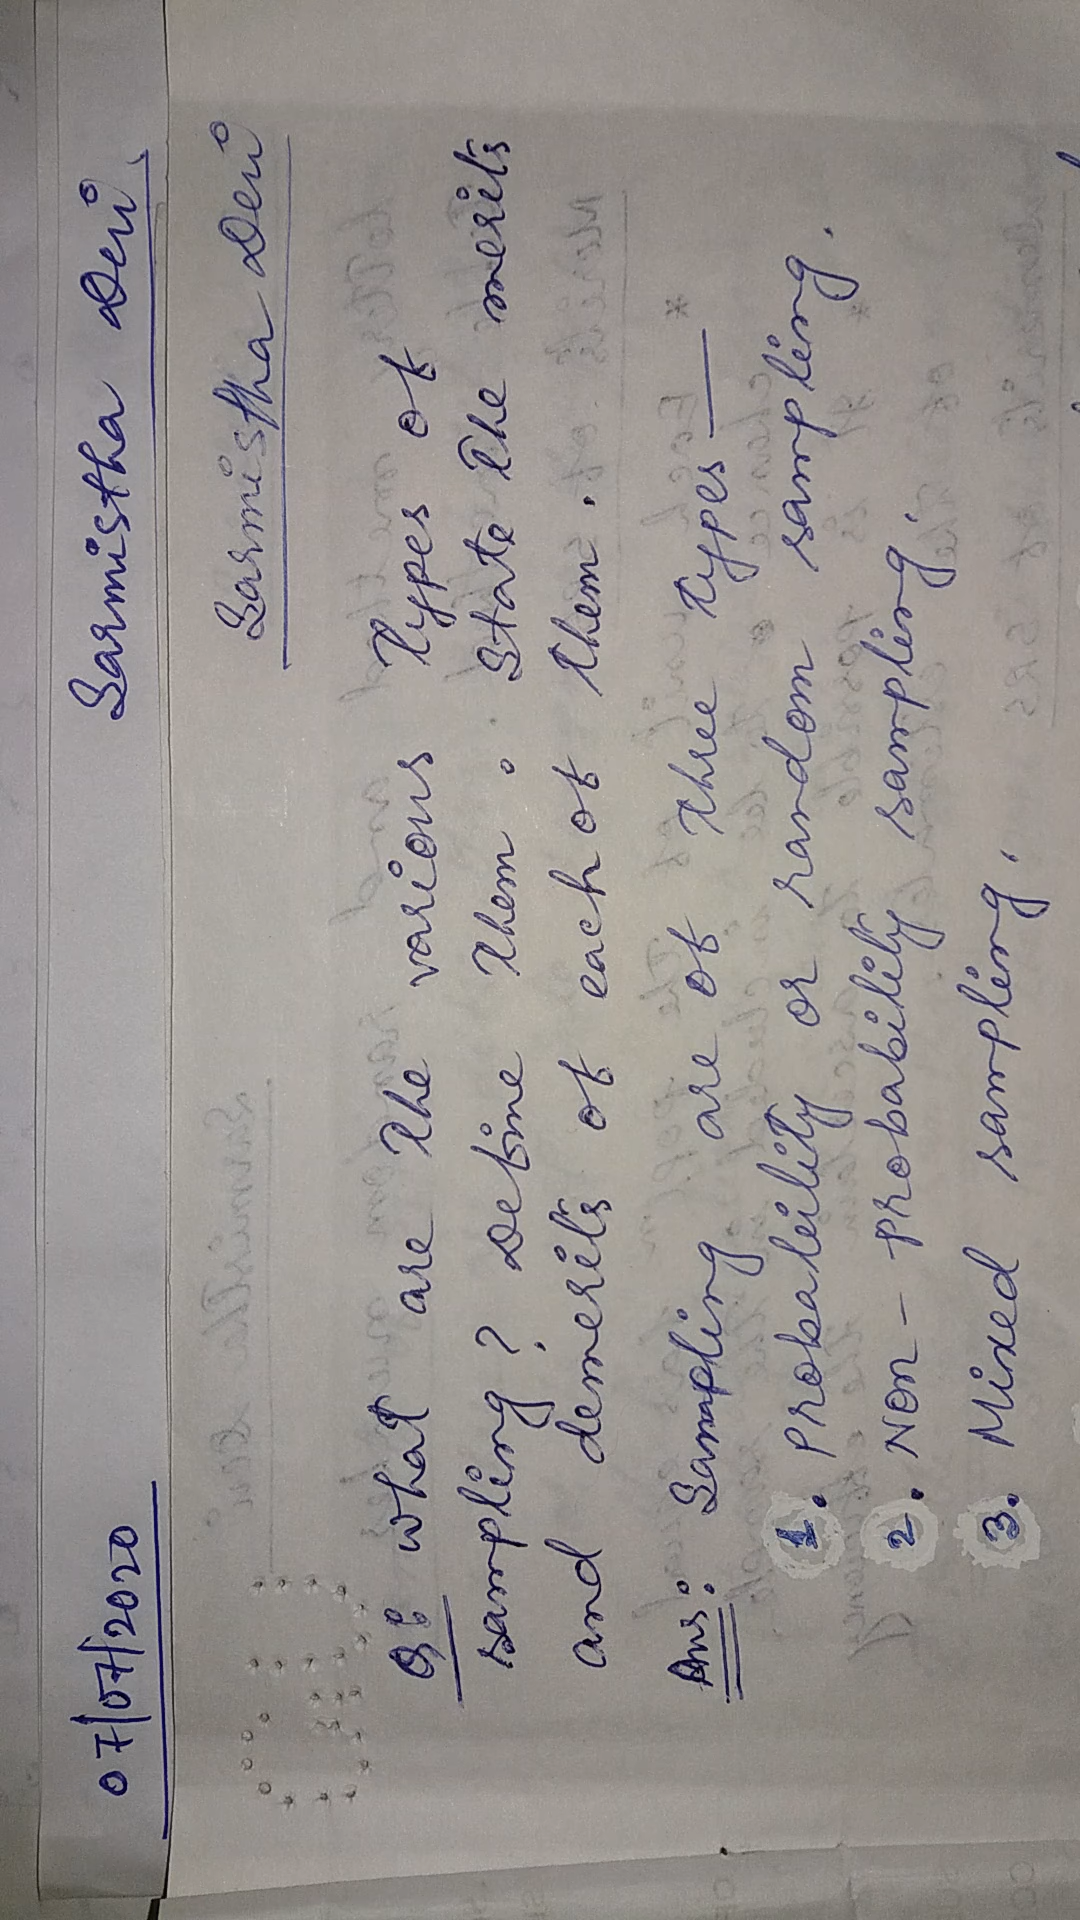 07/07/2020 Sarmistha Devi
Sarmistha Devi
Q: What are the various types of
sampling? Define them. State the merits
and demerits of each of them.
Ans: Sampling are of three types —
1. Probability or random sampling.
2. Non-probability sampling.
3. Mixed sampling.